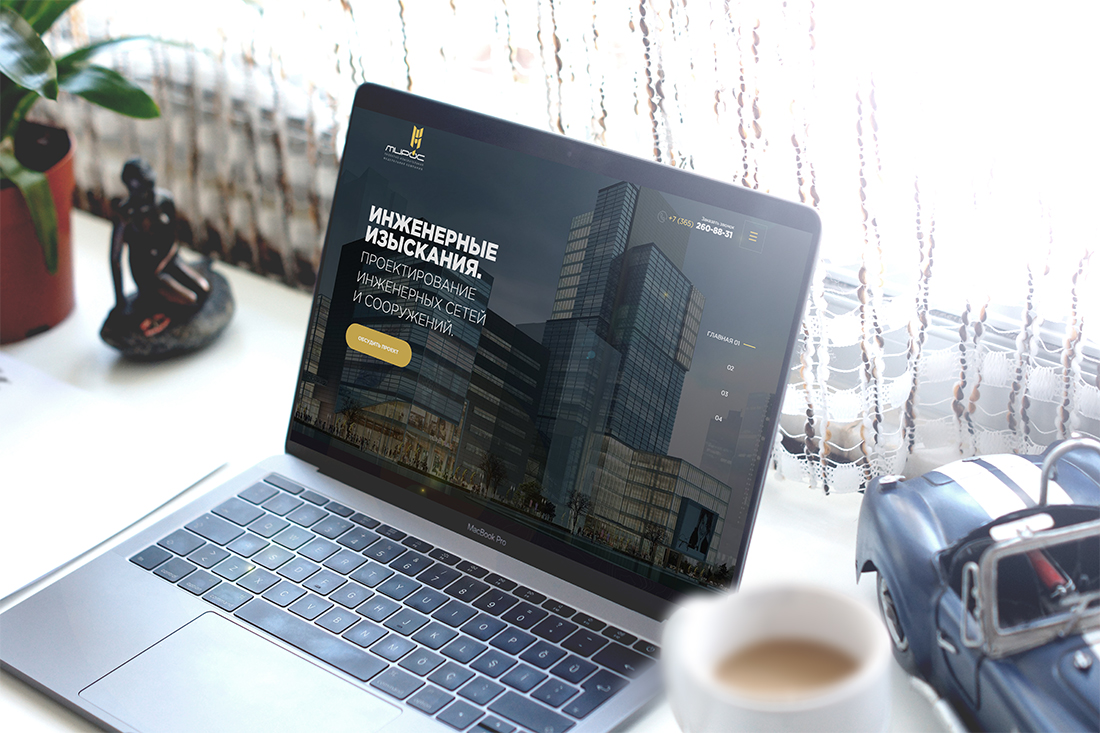 МИРОС
Заказать звонок
+7 (365) 260-88-31
ИНЖЕНЕРНЫЕ
ИЗЫСКАНИЯ.
ПРОЕКТИРОВАНИЕ
ИНЖЕНЕРНЫХ СЕТЕЙ
И СООРУЖЕНИЙ.
ОБСУДИТЬ ПРОЕКТ
ГЛАВНАЯ 01
02
03
04
MacBook Pro